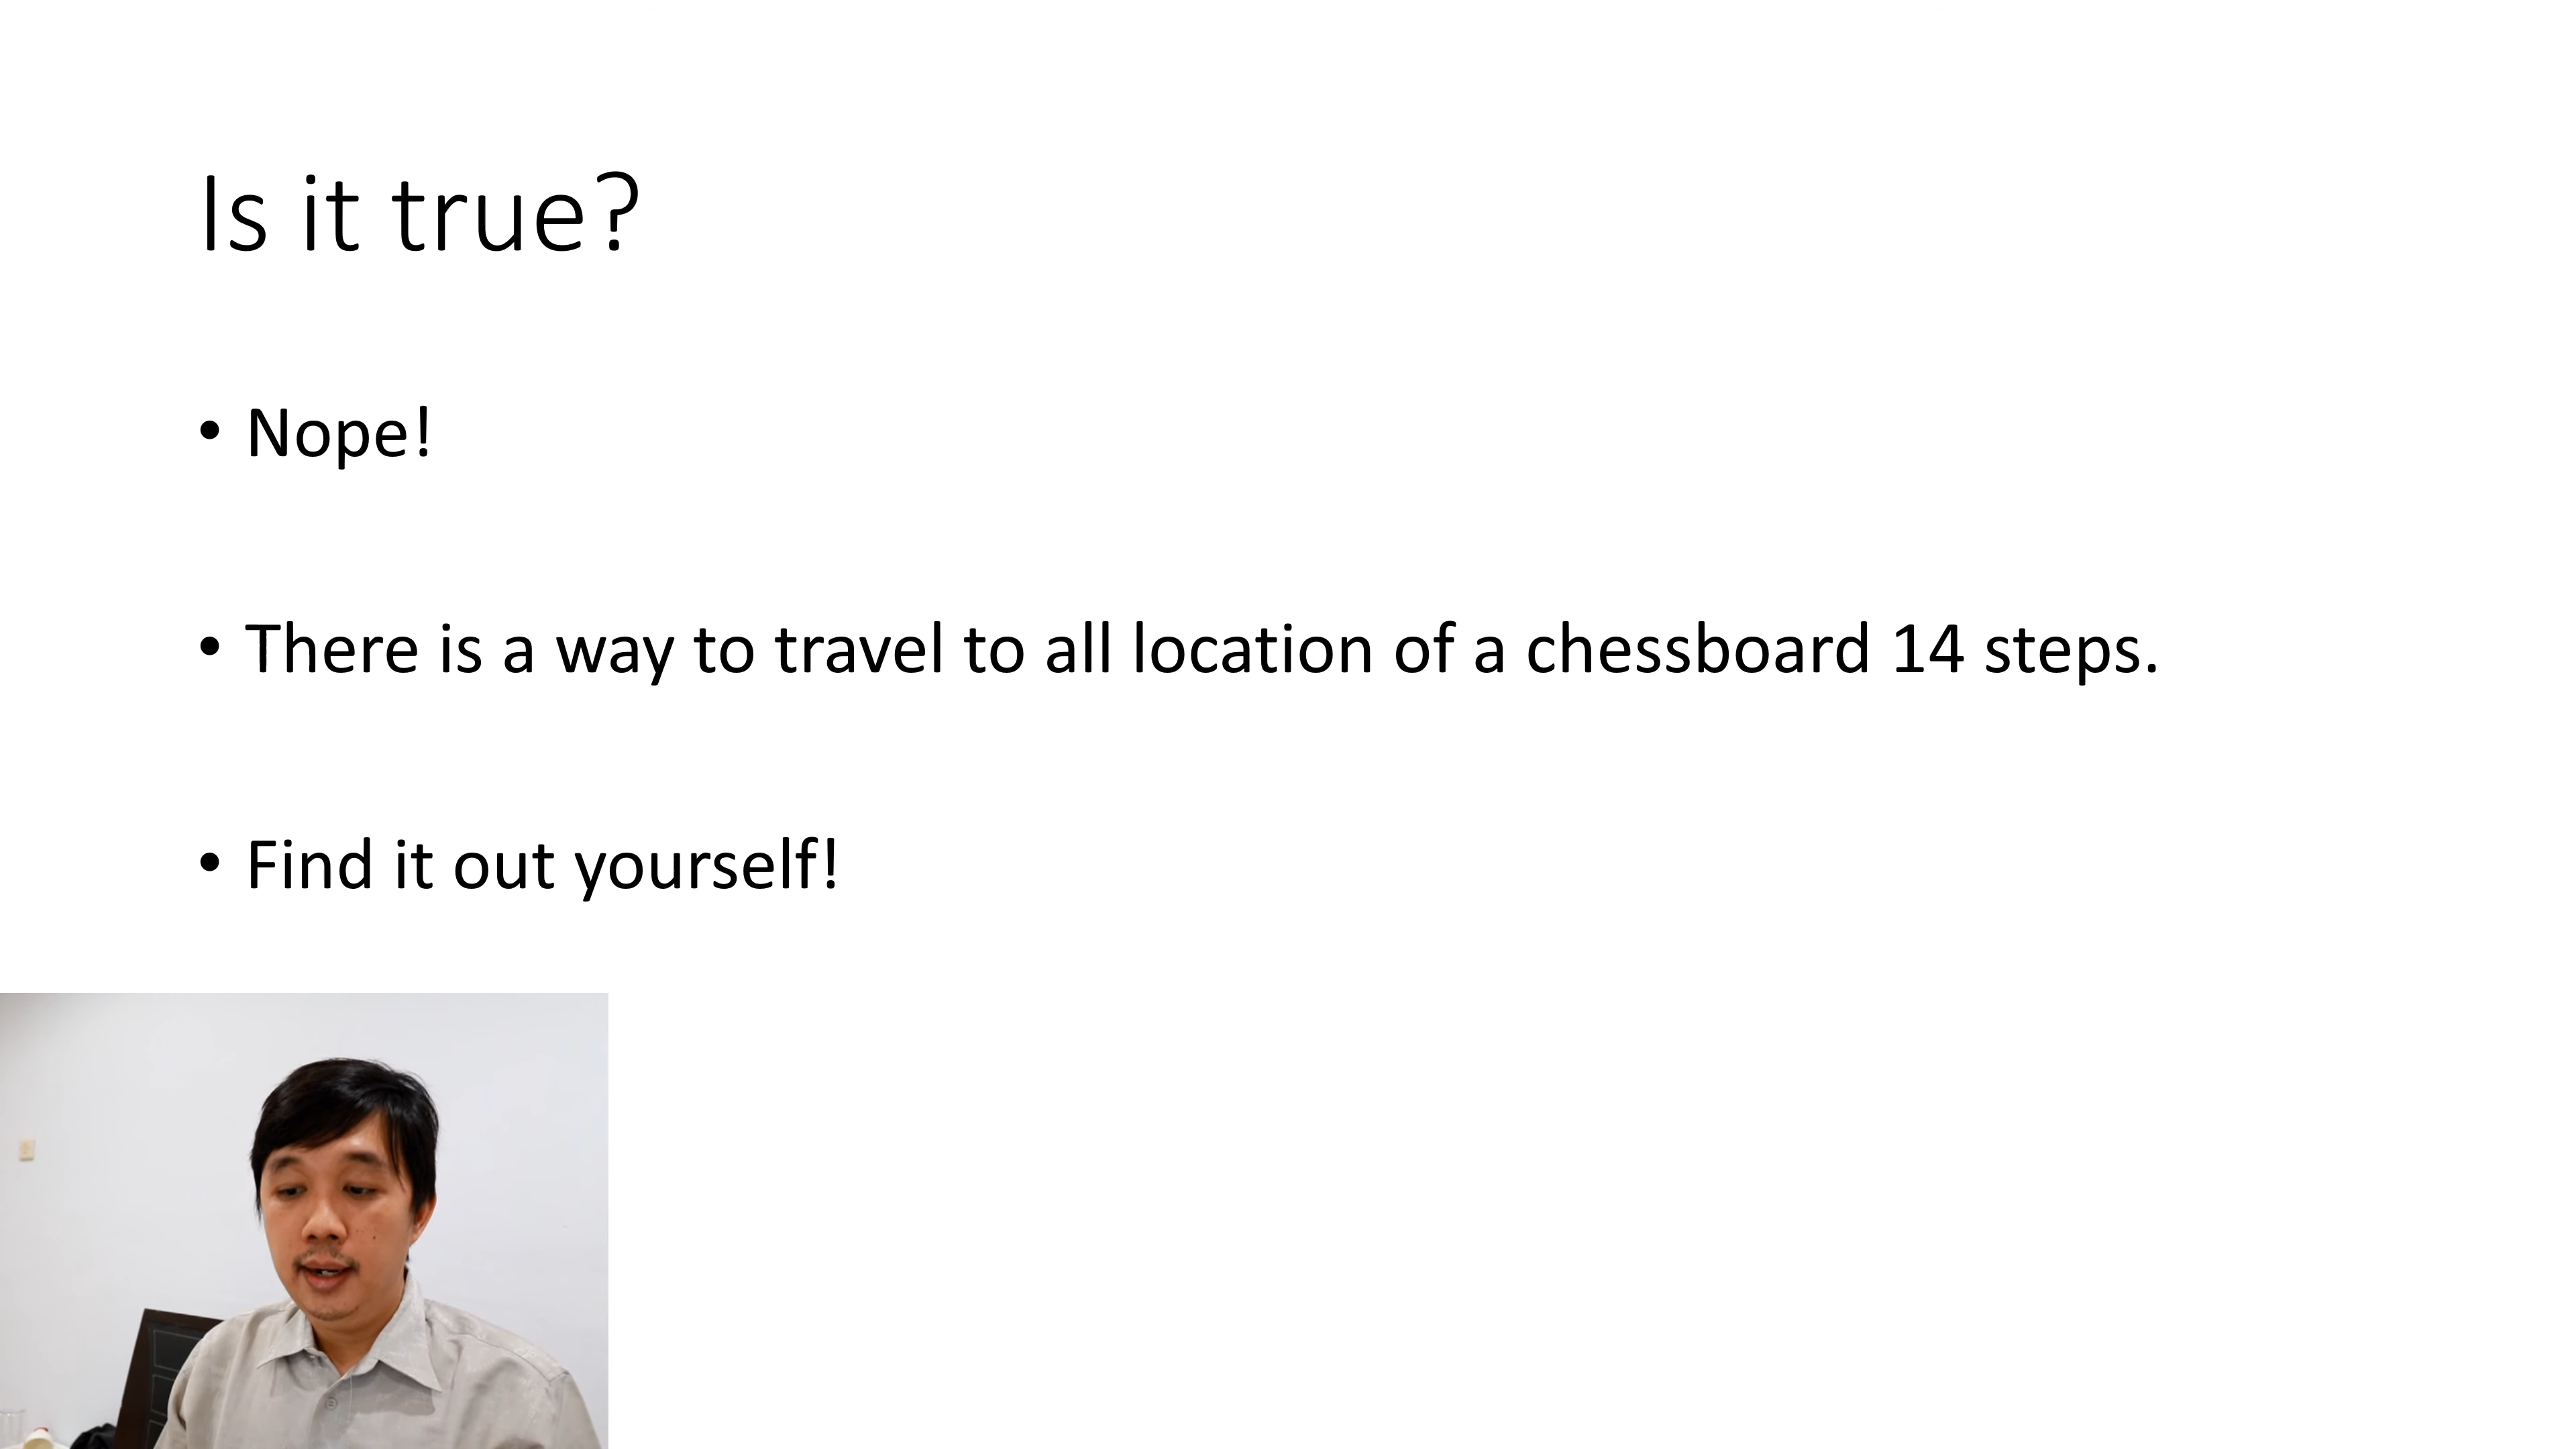 Is it true?
• Nope!
• There is a way to travel to all location of a chessboard 14 steps.
• Find it out yourself!